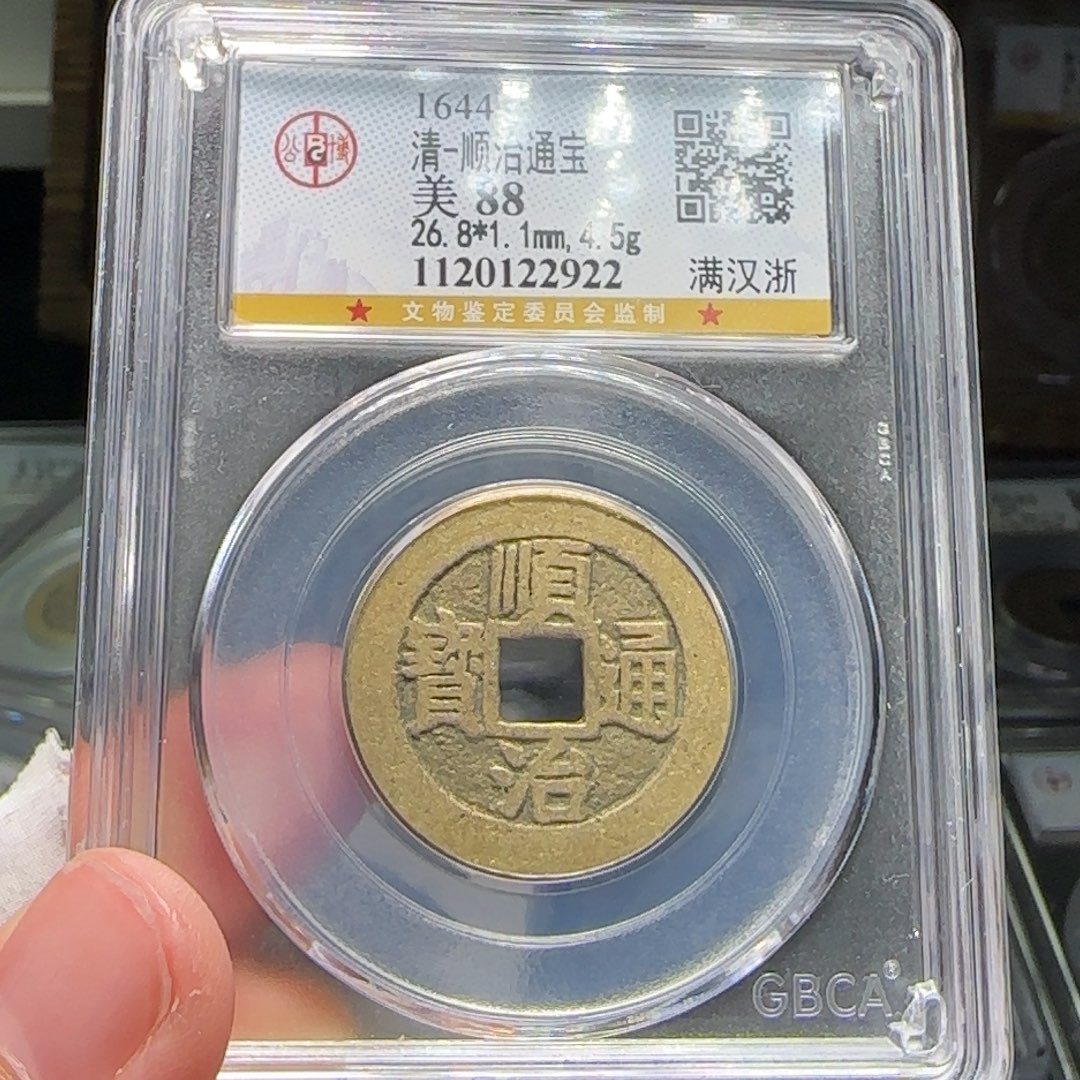 1644
清-顺治通宝
美 88
26.8*1.1mm, 4.5g
1120122922
满汉浙
★ 文物鉴定委员会监制 ★
順
寶 通
治
GBCA®